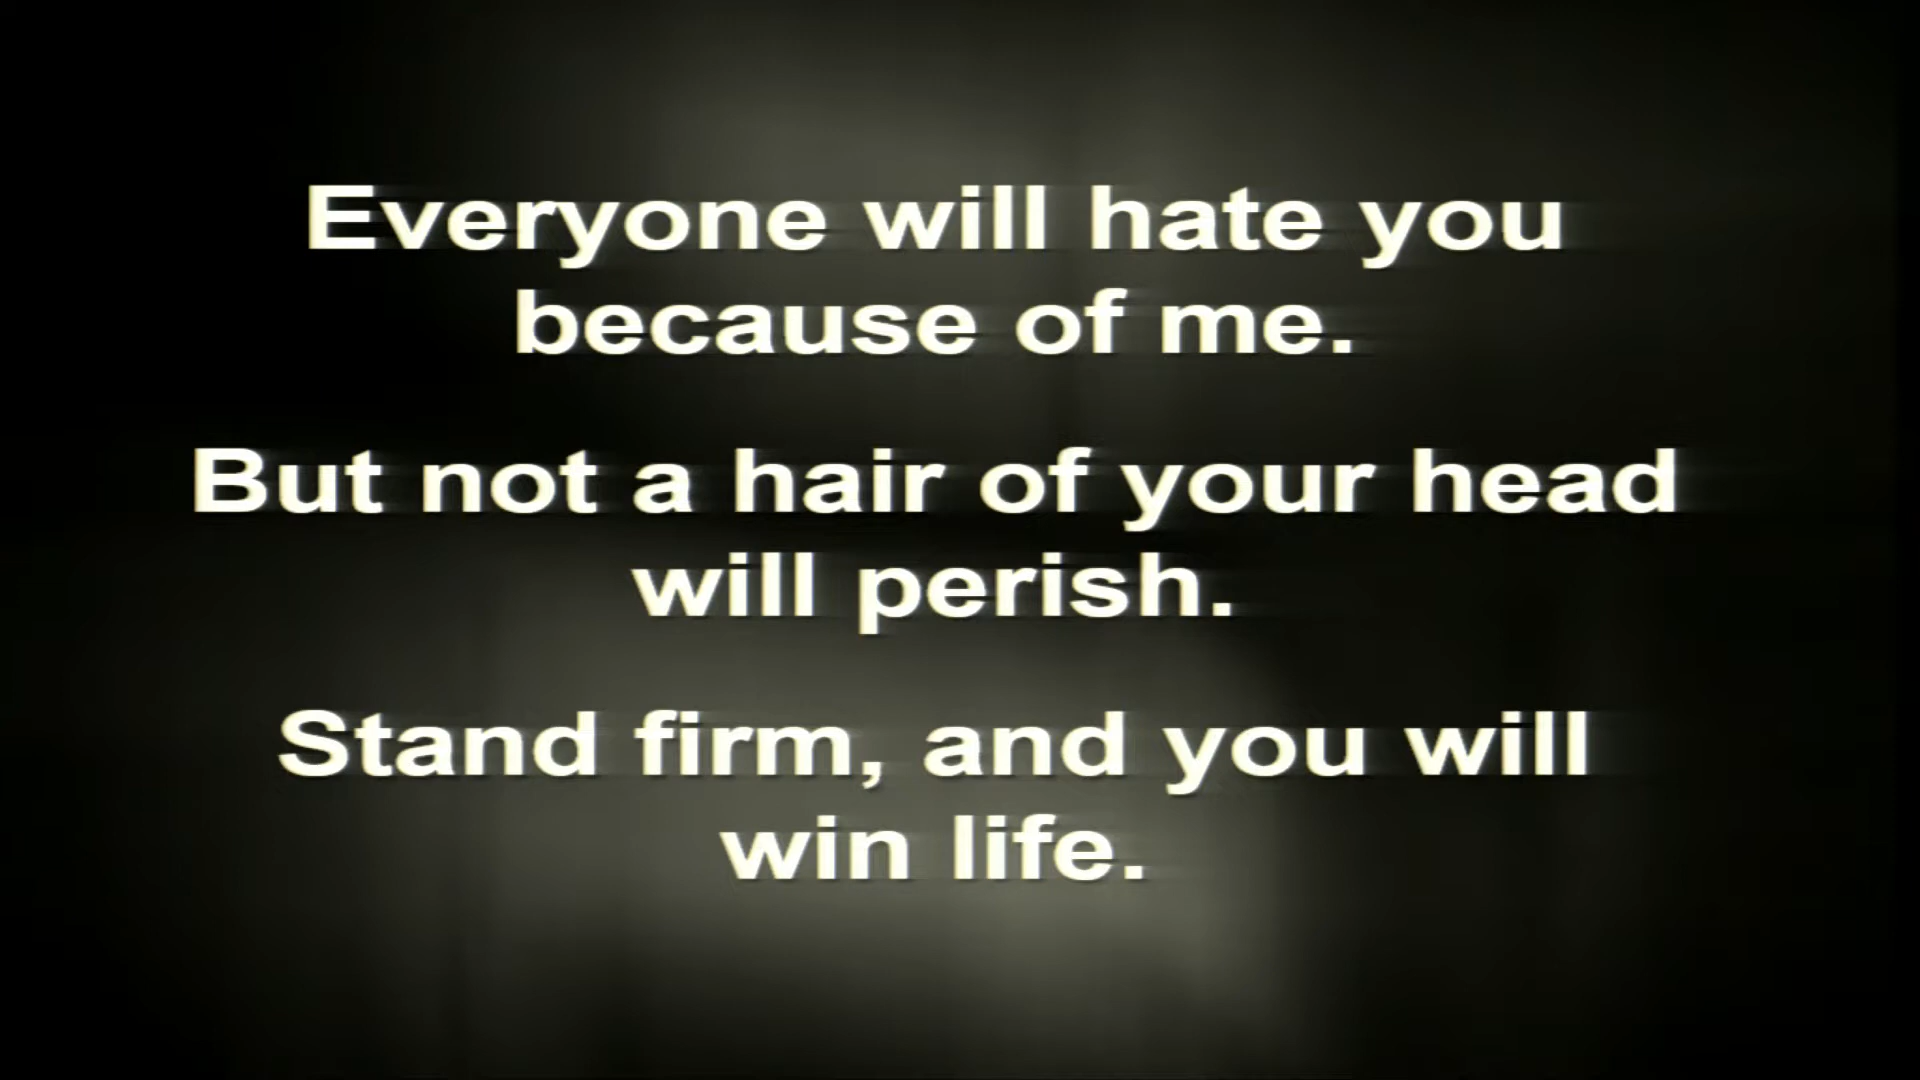 Everyone will hate you
because of me.
But not a hair of your head
will perish.
Stand firm, and you will
win life.